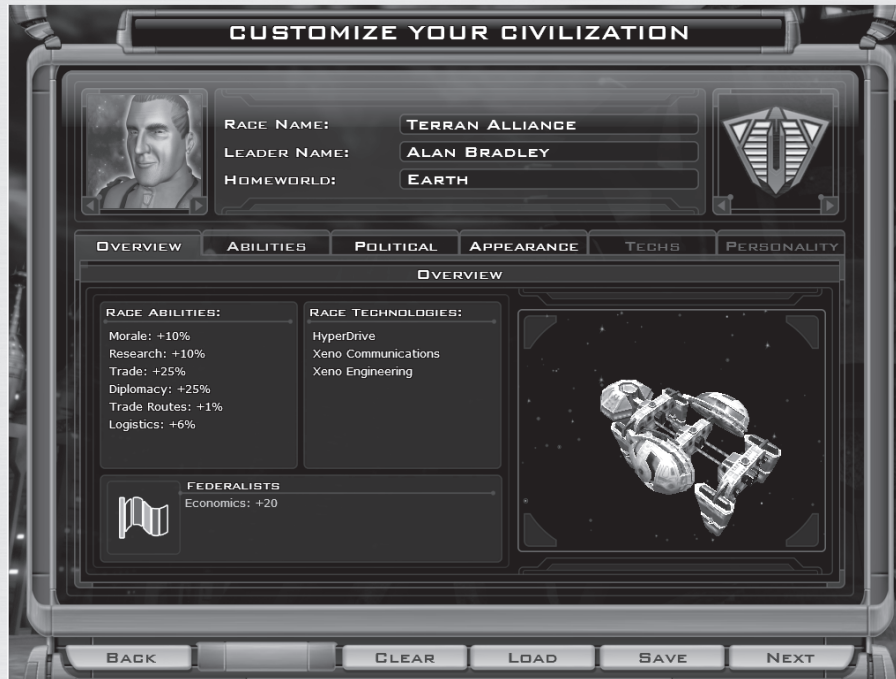 CUSTOMIZE YOUR CIVILIZATION
RACE NAME: TERRAN ALLIANCE
LEADER NAME: ALAN BRADLEY
HOMEWORLD: EARTH
OVERVIEW ABILITIES POLITICAL APPEARANCE TECHS PERSONALITY
OVERVIEW
RACE ABILITIES:
Morale: +10%
Research: +10%
Trade: +25%
Diplomacy: +25%
Trade Routes: +1%
Logistics: +6%
RACE TECHNOLOGIES:
HyperDrive
Xeno Communications
Xeno Engineering
FEDERALISTS
Economics: +20
BACK CLEAR LOAD SAVE NEXT